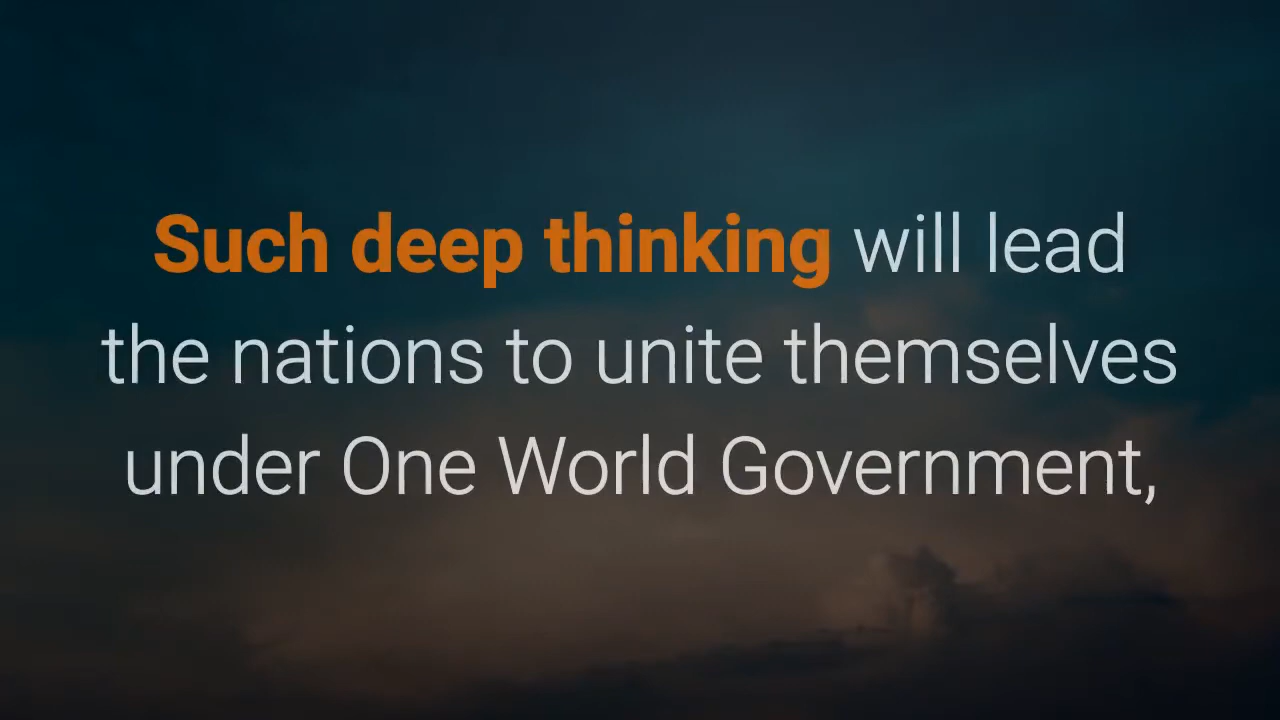 Such deep thinking will lead
the nations to unite themselves
under One World Government,